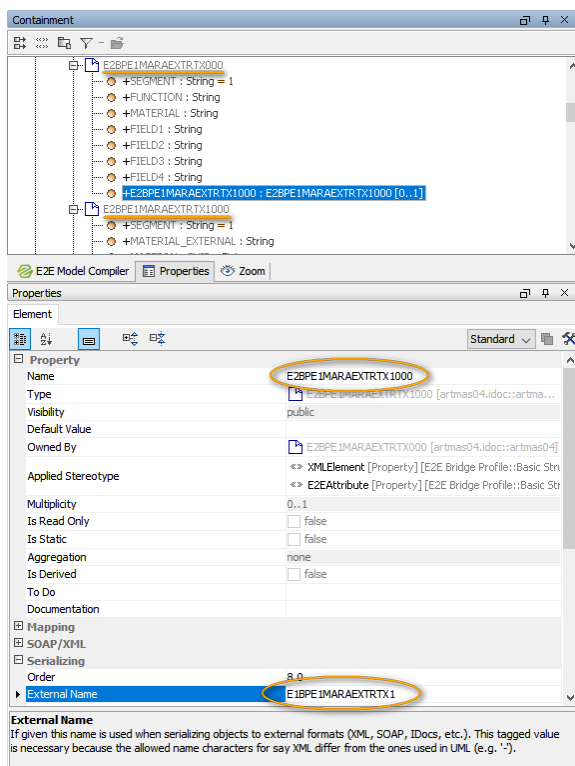 Containment
E2BPE1MARAEXTRTX000
+SEGMENT : String = 1
+FUNCTION : String
+MATERIAL : String
+FIELD1 : String
+FIELD2 : String
+FIELD3 : String
+FIELD4 : String
+E2BPE1MARAEXTRTX1000 : E2BPE1MARAEXTRTX1000 [0..1]
E2BPE1MARAEXTRTX1000
+SEGMENT : String = 1
+MATERIAL_EXTERNAL : String
E2E Model Compiler Properties Zoom
Properties
Element
Standard
Property
Name E2BPE1MARAEXTRTX1000
Type E2BPE1MARAEXTRTX1000 [artmas04.idoc::artma...
Visibility public
Default Value
Owned By E2BPE1MARAEXTRTX000 [artmas04.idoc::artmas04]
Applied Stereotype «» XMLElement [Property] [E2E Bridge Profile::Basic Stru
«» E2EAttribute [Property] [E2E Bridge Profile::Basic Str
Multiplicity 0..1
Is Read Only false
Is Static false
Aggregation none
Is Derived false
To Do
Documentation
Mapping
SOAP/XML
Serializing
Order 8.0
External Name E1BPE1MARAEXTRTX1
External Name
If given this name is used when serializing objects to external formats (XML, SOAP, IDocs, etc.). This tagged value
is necessary because the allowed name characters for say XML differ from the ones used in UML (e.g. '-').